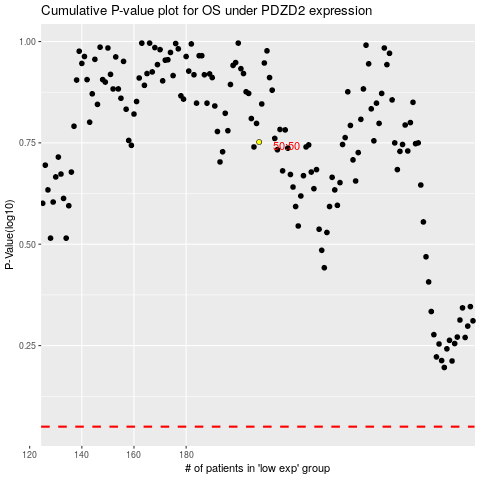 Cumulative P-value plot for OS under PDZD2 expression
P-Value(log10)
1.00
0.75
0.50
0.25
50:50
120 140 160 180
# of patients in 'low exp' group